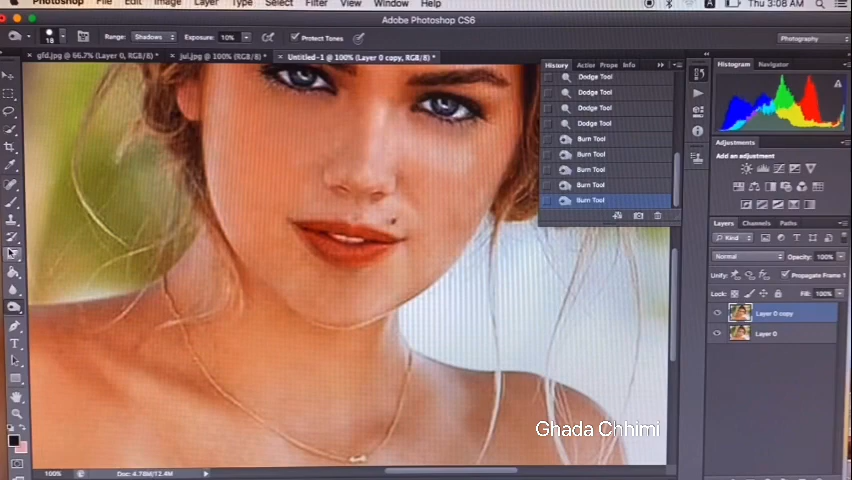 Photoshop File Edit Image Layer Type Select Filter View Window Help Thu 3:08 AM
Adobe Photoshop CS6
18 Range: Shadows Exposure: 10% Protect Tones Photography
gfd.jpg @ 66.7% (Layer 0, RGB/8) * jul.jpg @ 100% (RGB/8) * Untitled-1 @ 100% (Layer 0 copy, RGB/8) *
History Action Prope Info
Dodge Tool
Dodge Tool
Dodge Tool
Dodge Tool
Burn Tool
Burn Tool
Burn Tool
Burn Tool
Burn Tool
Histogram Navigator
Adjustments
Add an adjustment
Layers Channels Paths
Kind
Normal Opacity: 100%
Unify: Propagate Frame 1
Lock: Fill: 100%
Layer 0 copy
Layer 0
Ghada Chhimi
100% Doc: 4.78M/12.4M